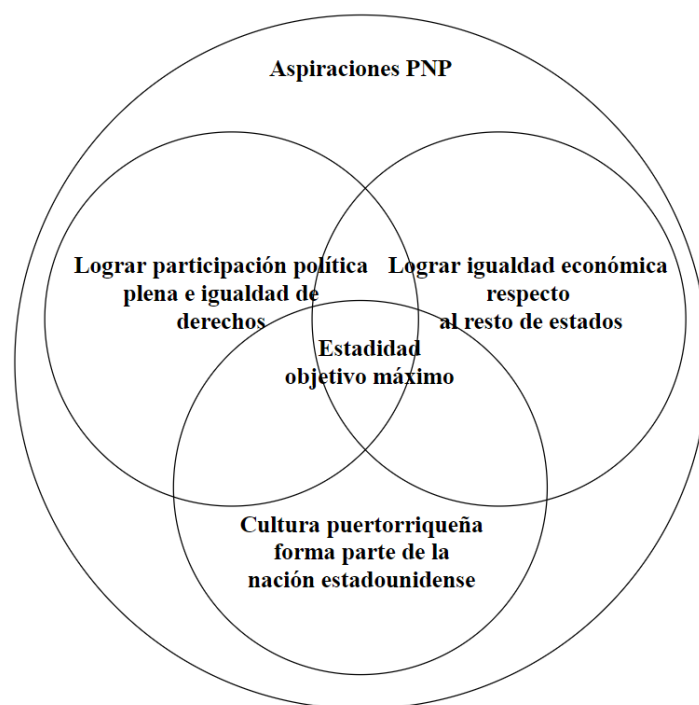 Aspiraciones PNP
Lograr participación política
plena e igualdad de
derechos
Lograr igualdad económica
respecto
al resto de estados
Estadidad
objetivo máximo
Cultura puertorriqueña
forma parte de la
nación estadounidense